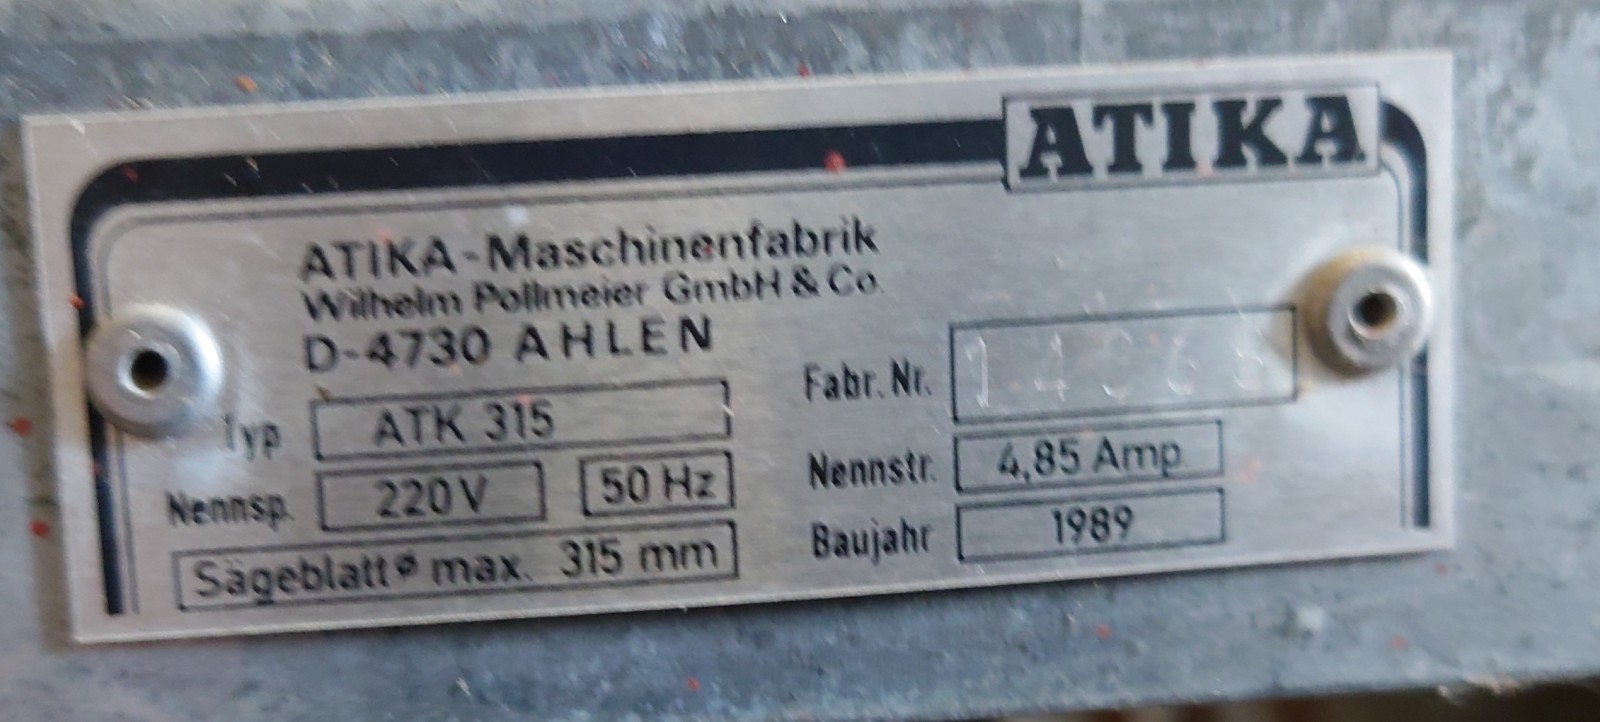 ATIKA
ATIKA-Maschinenfabrik
Wilhelm Pollmeier GmbH & Co.
D-4730 AHLEN
Typ ATK 315
Nennsp. 220V 50 Hz
Sägeblatt ø max. 315 mm
Fabr. Nr.
Nennstr. 4,85 Amp.
Baujahr 1989